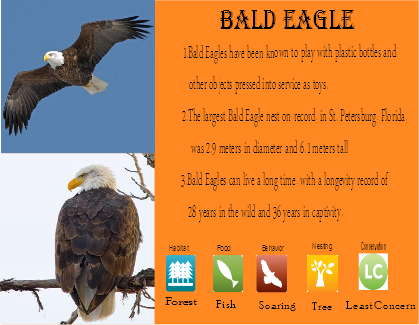 BALD EAGLE
1.Bald Eagles have been known to play with plastic bottles and
other objects pressed into service as toys.
2.The largest Bald Eagle nest on record, in St. Petersburg, Florida
was 2.9 meters in diameter and 6.1 meters tall
3.Bald Eagles can live a long time, with a longevity record of
28 years in the wild and 36 years in captivity.
Habitat Food Behavior Nesting Conservation
LC
Forest Fish Soaring Tree Least Concern